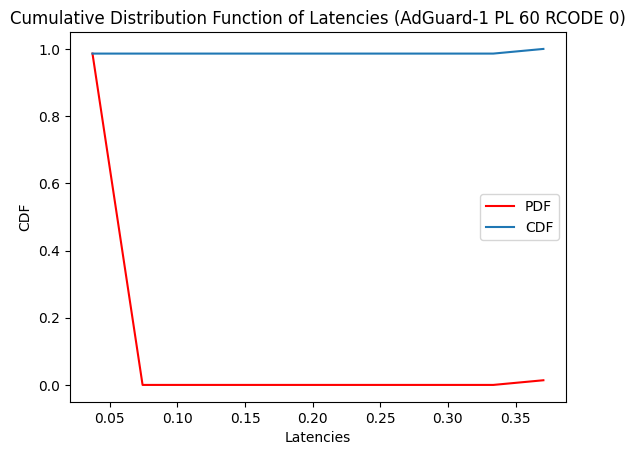 Cumulative Distribution Function of Latencies (AdGuard-1 PL 60 RCODE 0)
1.0
0.8
0.6
0.4
0.2
0.0
CDF
PDF
CDF
0.05 0.10 0.15 0.20 0.25 0.30 0.35
Latencies